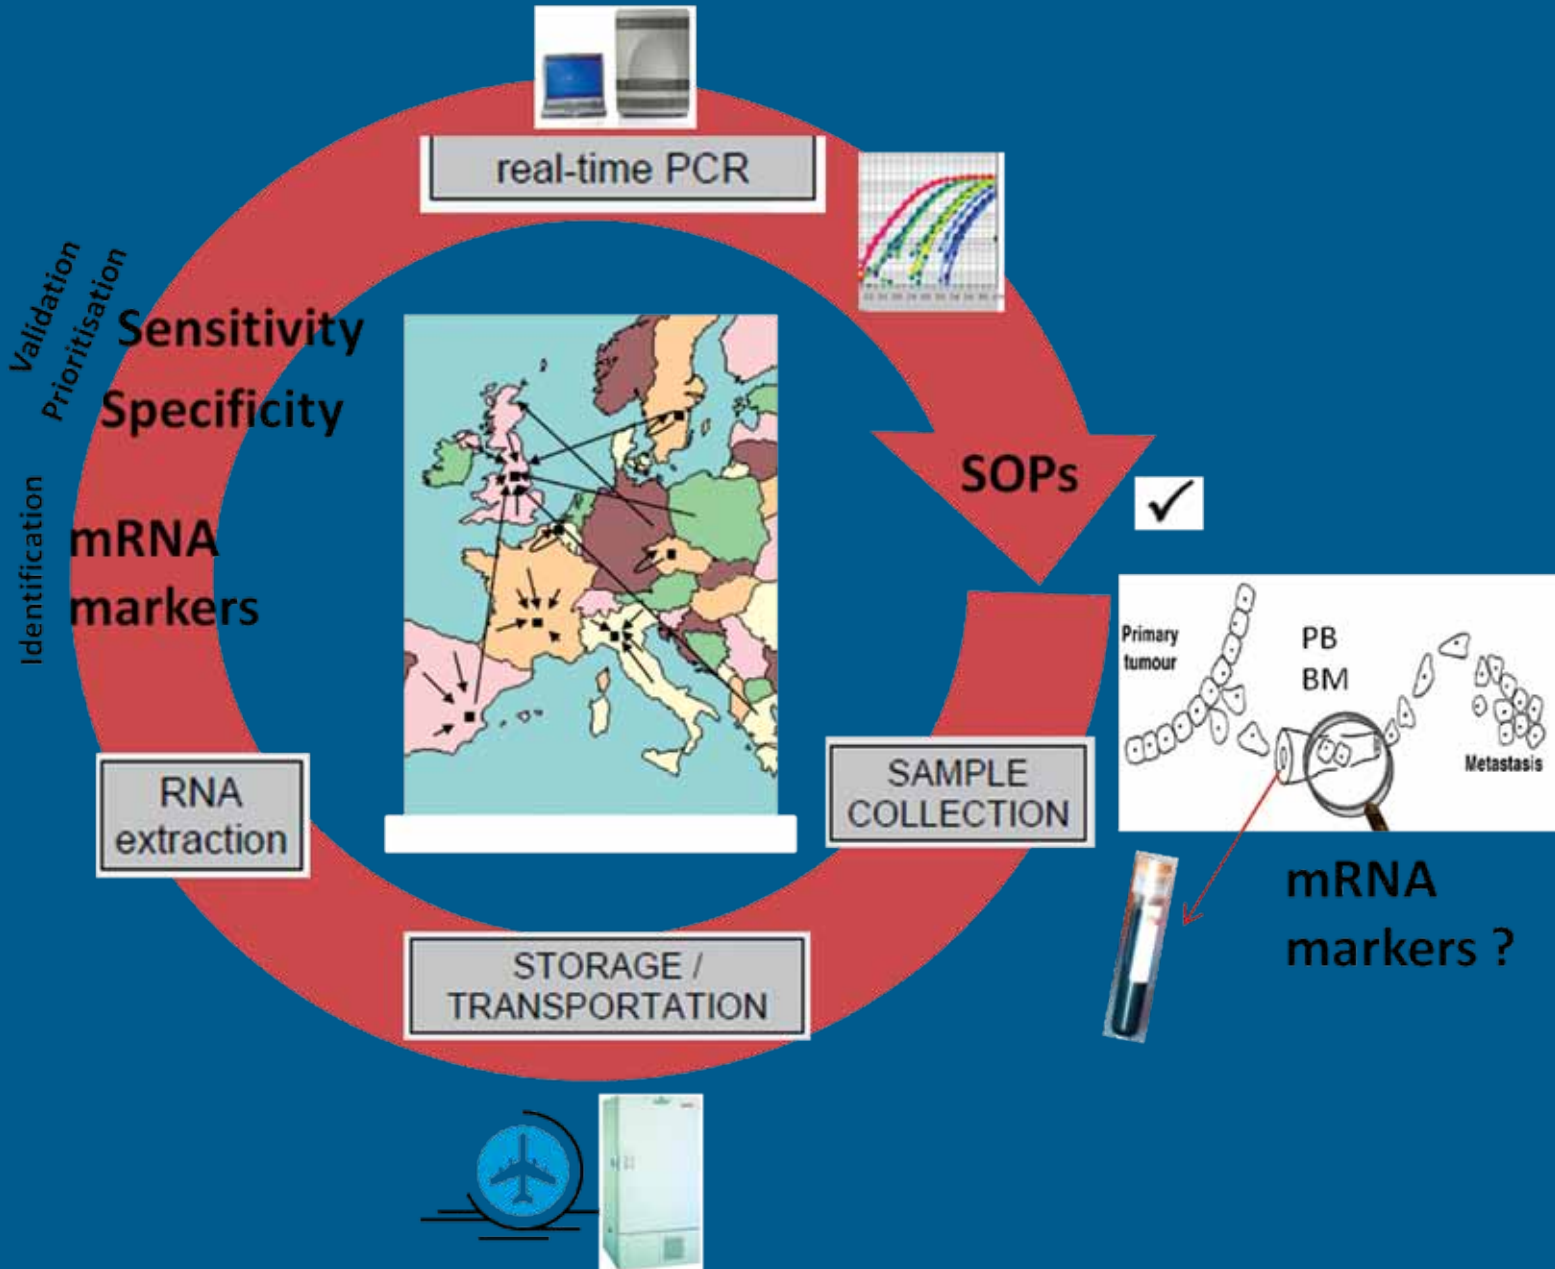 real-time PCR
Validation
Prioritisation
Sensitivity
Specificity
Identification
mRNA
markers
SOPs
Primary
tumour
PB
BM
Metastasis
RNA
extraction
SAMPLE
COLLECTION
STORAGE /
TRANSPORTATION
mRNA
markers ?